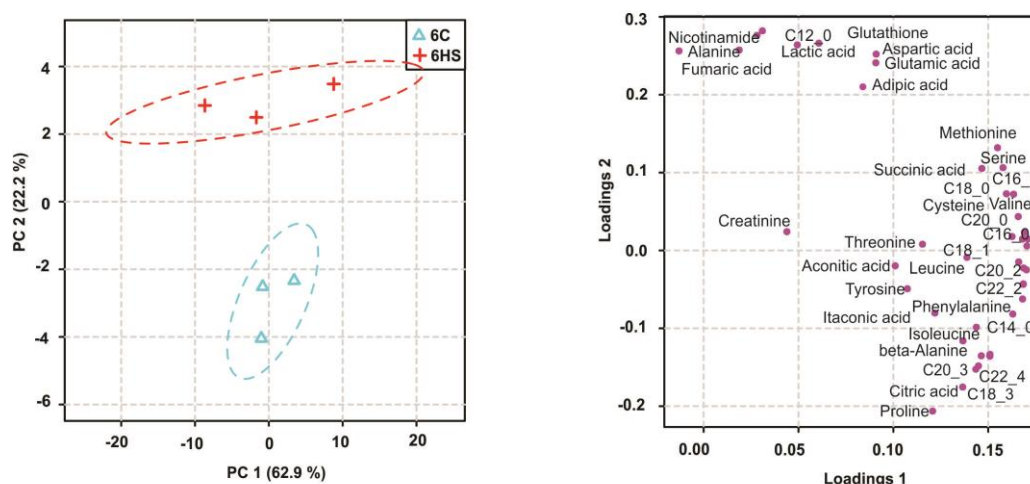 6C
6HS
4
2
0
-2
-4
-6
-20
-10
0
10
20
PC 2 (22.2 %)
PC 1 (62.9 %)
0.3
0.2
0.1
0.0
-0.1
-0.2
0.00
0.05
0.10
0.15
Loadings 2
Loadings 1
Nicotinamide
C12_0
Glutathione
Alanine
Lactic acid
Aspartic acid
Fumaric acid
Glutamic acid
Adipic acid
Methionine
Serine
Succinic acid
C16_
C18_0
Cysteine
Valine
Creatinine
C20_0
C16_0
Threonine
C18_1
Aconitic acid
Leucine
C20_2
Tyrosine
C22_2
Phenylalanine
Itaconic acid
C14_0
Isoleucine
beta-Alanine
C20_3
C22_4
Citric acid
C18_3
Proline